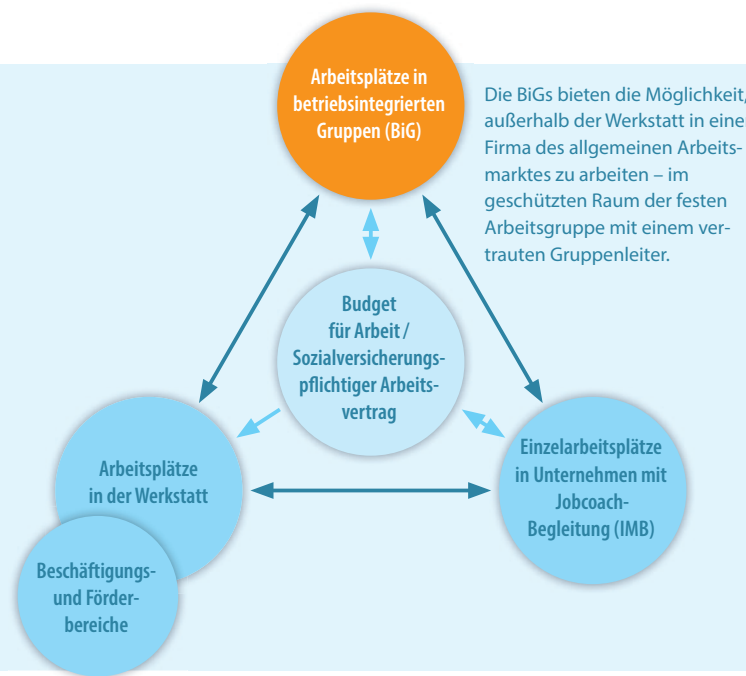 Arbeitsplätze in
betriebsintegrierten
Gruppen (BiG)
Die BiGs bieten die Möglichkeit,
außerhalb der Werkstatt in eine
Firma des allgemeinen Arbeits-
marktes zu arbeiten – im
geschützten Raum der festen
Arbeitsgruppe mit einem ver-
trauten Gruppenleiter.
Budget
für Arbeit /
Sozialversicherungs-
pflichtiger Arbeits-
vertrag
Arbeitsplätze
in der Werkstatt
Einzelarbeitsplätze
in Unternehmen mit
Jobcoach-
Begleitung (IMB)
Beschäftigungs-
und Förder-
bereiche